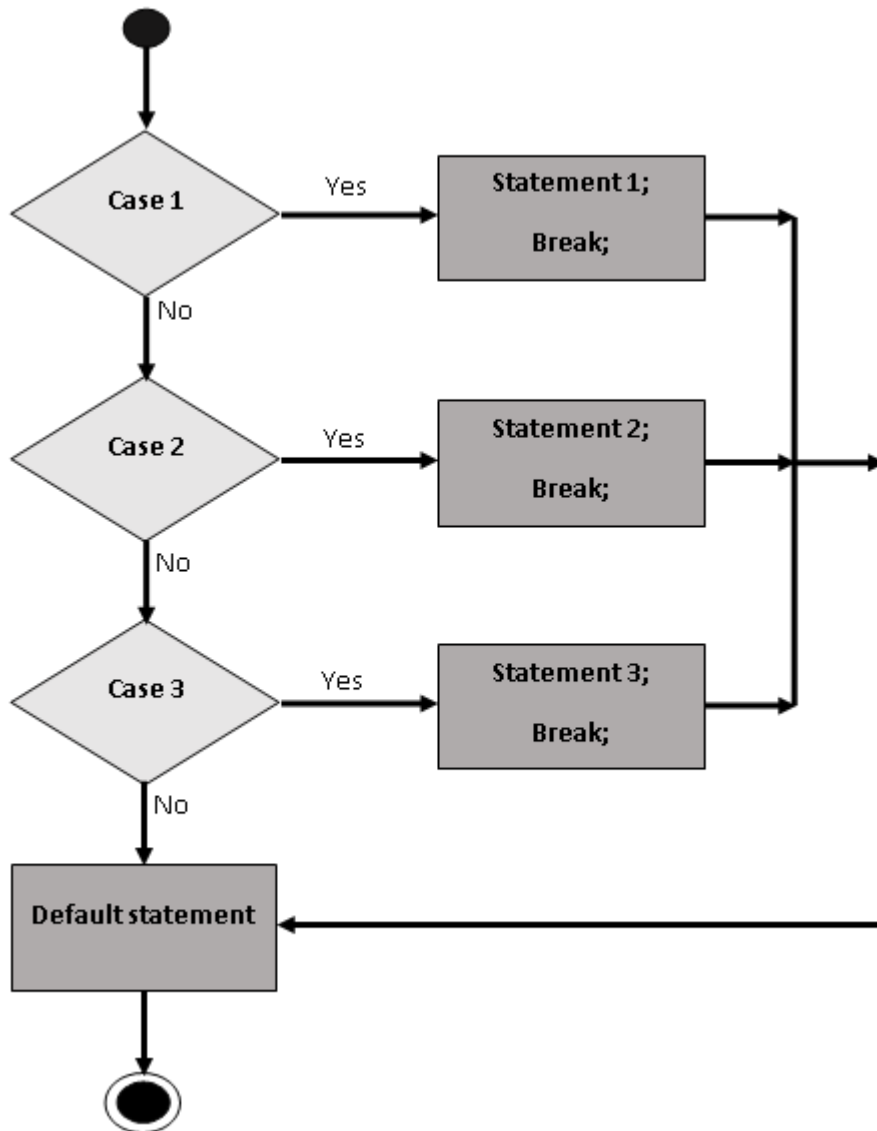 Case 1
Yes
Statement 1;
Break;
No
Case 2
Yes
Statement 2;
Break;
No
Case 3
Yes
Statement 3;
Break;
No
Default statement